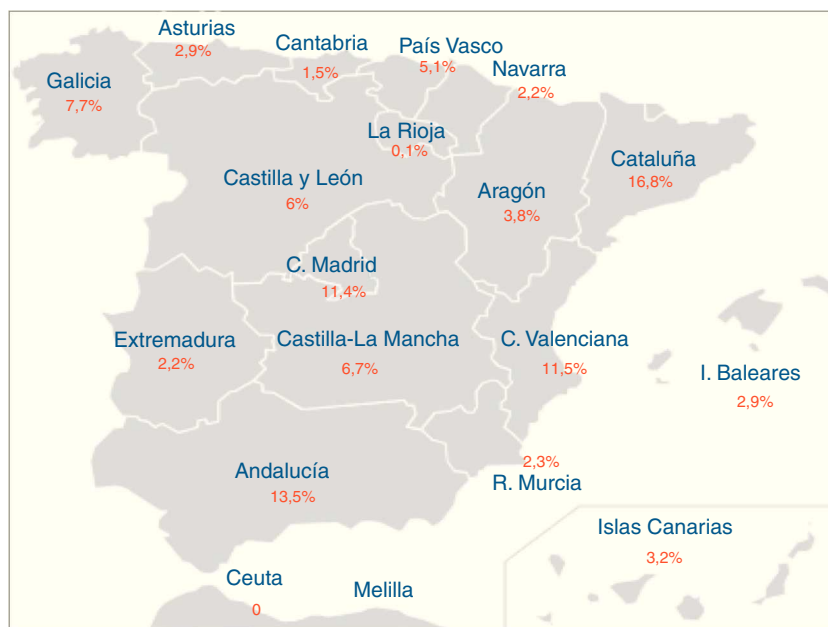 Asturias
2,9%
Cantabria
1,5%
País Vasco
5,1%
Navarra
2,2%
Galicia
7,7%
La Rioja
0,1%
Cataluña
16,8%
Castilla y León
6%
Aragón
3,8%
C. Madrid
11,4%
Extremadura
2,2%
Castilla-La Mancha
6,7%
C. Valenciana
11,5%
I. Baleares
2,9%
Andalucía
13,5%
2,3%
R. Murcia
Islas Canarias
3,2%
Ceuta
0
Melilla